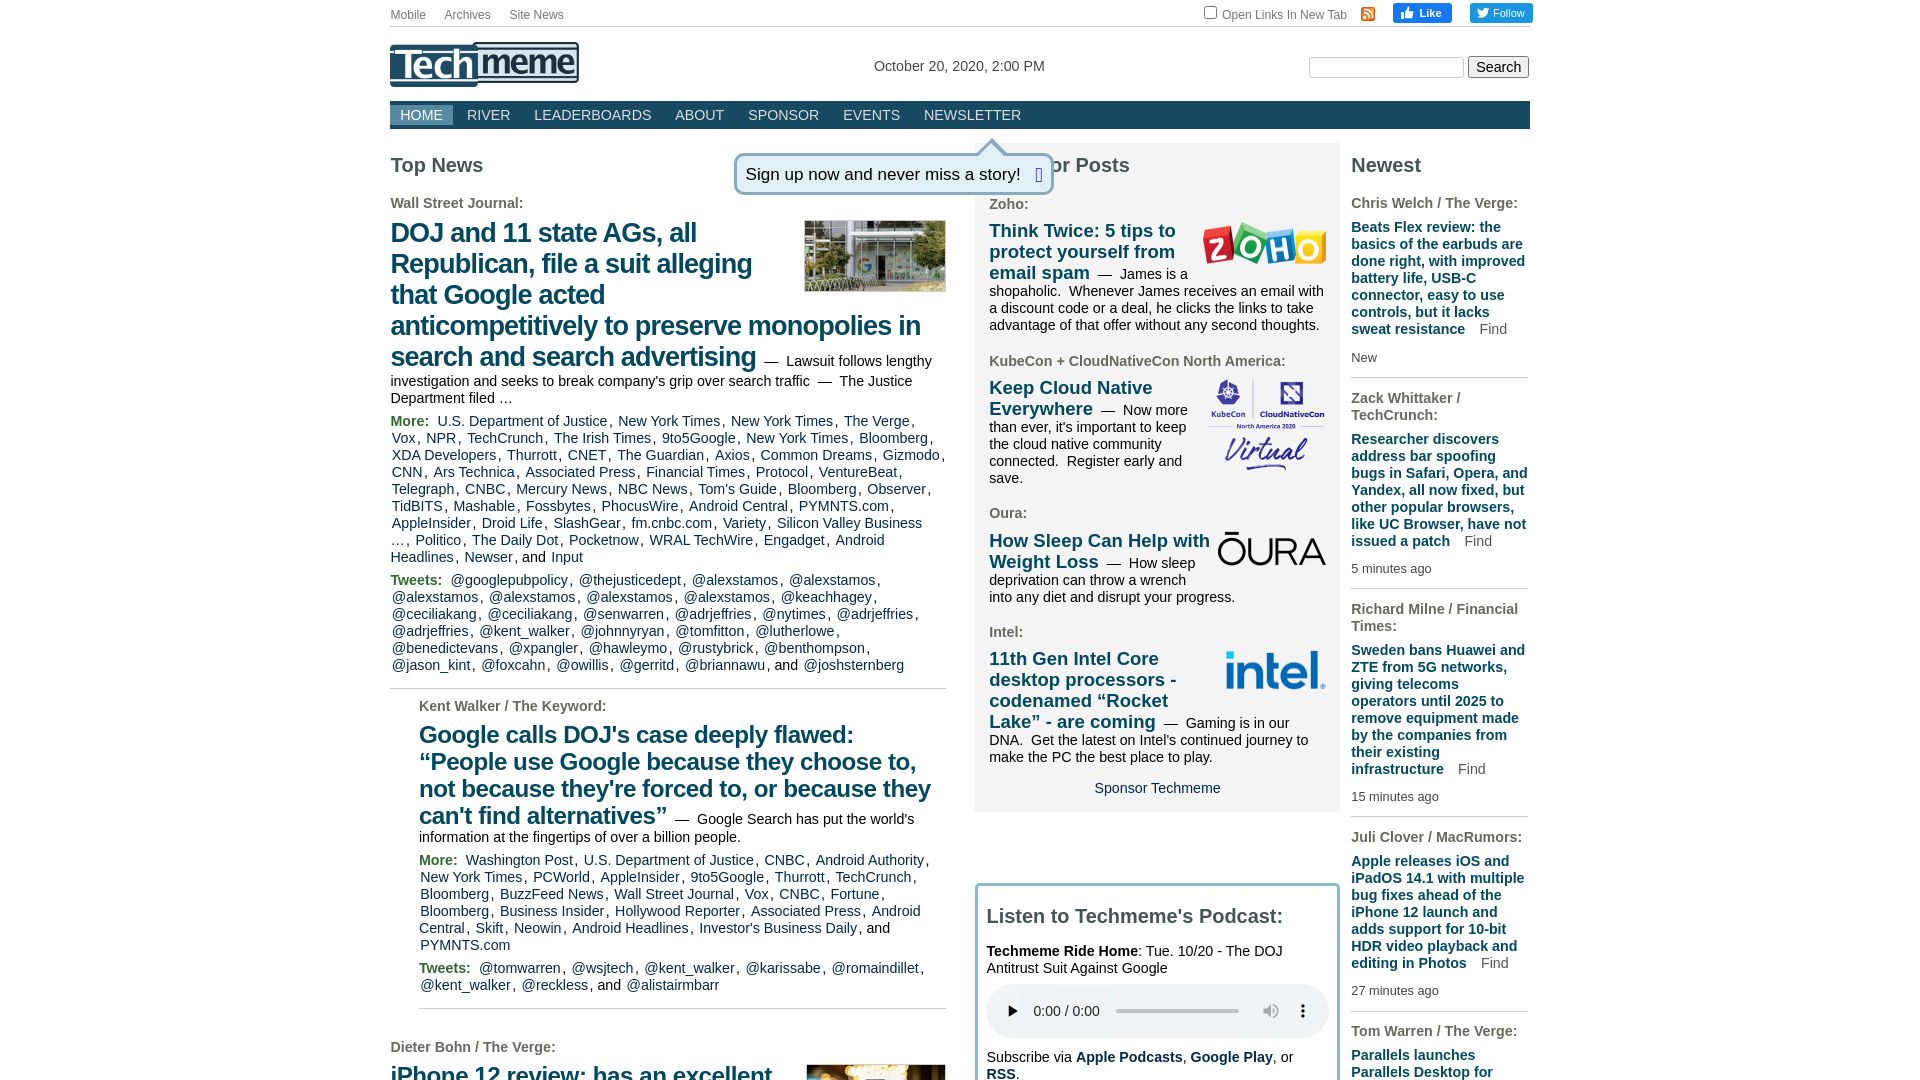 Mobile Archives Site News
Open Links In New Tab
Like
Follow
Techmeme
October 20, 2020, 2:00 PM
Search
HOME RIVER LEADERBOARDS ABOUT SPONSOR EVENTS NEWSLETTER
Sign up now and never miss a story!
Top News
Wall Street Journal:
DOJ and 11 state AGs, all
Republican, file a suit alleging
that Google acted
anticompetitively to preserve monopolies in
search and search advertising — Lawsuit follows lengthy
investigation and seeks to break company's grip over search traffic — The Justice
Department filed …
More: U.S. Department of Justice, New York Times, New York Times, The Verge,
Vox, NPR, TechCrunch, The Irish Times, 9to5Google, New York Times, Bloomberg,
XDA Developers, Thurrott, CNET, The Guardian, Axios, Common Dreams, Gizmodo,
CNN, Ars Technica, Associated Press, Financial Times, Protocol, VentureBeat,
Telegraph, CNBC, Mercury News, NBC News, Tom's Guide, Bloomberg, Observer,
TidBITS, Mashable, Fossbytes, PhocusWire, Android Central, PYMNTS.com,
AppleInsider, Droid Life, SlashGear, fm.cnbc.com, Variety, Silicon Valley Business
…, Politico, The Daily Dot, Pocketnow, WRAL TechWire, Engadget, Android
Headlines, Newser, and Input
Tweets: @googlepubpolicy, @thejusticedept, @alexstamos, @alexstamos,
@alexstamos, @alexstamos, @alexstamos, @alexstamos, @keachhagey,
@ceciliakang, @ceciliakang, @senwarren, @adrjeffries, @nytimes, @adrjeffries,
@adrjeffries, @kent_walker, @johnnyryan, @tomfitton, @lutherlowe,
@benedictevans, @xpangler, @hawleymo, @rustybrick, @benthompson,
@jason_kint, @foxcahn, @owillis, @gerritd, @briannawu, and @joshsternberg
Kent Walker / The Keyword:
Google calls DOJ's case deeply flawed:
“People use Google because they choose to,
not because they're forced to, or because they
can't find alternatives” — Google Search has put the world's
information at the fingertips of over a billion people.
More: Washington Post, U.S. Department of Justice, CNBC, Android Authority,
New York Times, PCWorld, AppleInsider, 9to5Google, Thurrott, TechCrunch,
Bloomberg, BuzzFeed News, Wall Street Journal, Vox, CNBC, Fortune,
Bloomberg, Business Insider, Hollywood Reporter, Associated Press, Android
Central, Skift, Neowin, Android Headlines, Investor's Business Daily, and
PYMNTS.com
Tweets: @tomwarren, @wsjtech, @kent_walker, @karissabe, @romaindillet,
@kent_walker, @reckless, and @alistairmbarr
Dieter Bohn / The Verge:
iPhone 12 review: has an excellent
or Posts
Zoho:
ZOHO
Think Twice: 5 tips to
protect yourself from
email spam — James is a
shopaholic. Whenever James receives an email with
a discount code or a deal, he clicks the links to take
advantage of that offer without any second thoughts.
KubeCon + CloudNativeCon North America:
Keep Cloud Native
Everywhere — Now more
than ever, it's important to keep
the cloud native community
connected. Register early and
save.
KubeCon CloudNativeCon
North America 2020
Virtual
Oura:
How Sleep Can Help with
Weight Loss — How sleep
deprivation can throw a wrench
into any diet and disrupt your progress.
ŌURA
Intel:
11th Gen Intel Core
desktop processors -
codenamed “Rocket
Lake” - are coming — Gaming is in our
DNA. Get the latest on Intel's continued journey to
make the PC the best place to play.
intel®
Sponsor Techmeme
Listen to Techmeme's Podcast:
Techmeme Ride Home: Tue. 10/20 - The DOJ
Antitrust Suit Against Google
0:00 / 0:00
Subscribe via Apple Podcasts, Google Play, or
RSS.
Newest
Chris Welch / The Verge:
Beats Flex review: the
basics of the earbuds are
done right, with improved
battery life, USB-C
connector, easy to use
controls, but it lacks
sweat resistance Find
New
Zack Whittaker /
TechCrunch:
Researcher discovers
address bar spoofing
bugs in Safari, Opera, and
Yandex, all now fixed, but
other popular browsers,
like UC Browser, have not
issued a patch Find
5 minutes ago
Richard Milne / Financial
Times:
Sweden bans Huawei and
ZTE from 5G networks,
giving telecoms
operators until 2025 to
remove equipment made
by the companies from
their existing
infrastructure Find
15 minutes ago
Juli Clover / MacRumors:
Apple releases iOS and
iPadOS 14.1 with multiple
bug fixes ahead of the
iPhone 12 launch and
adds support for 10-bit
HDR video playback and
editing in Photos Find
27 minutes ago
Tom Warren / The Verge:
Parallels launches
Parallels Desktop for